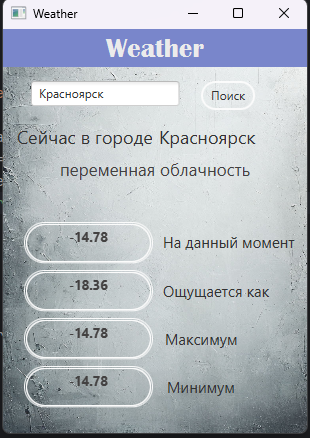 Weather
Weather
Красноярск
Поиск
Сейчас в городе Красноярск
переменная облачность
-14.78 На данный момент
-18.36 Ощущается как
-14.78 Максимум
-14.78 Минимум